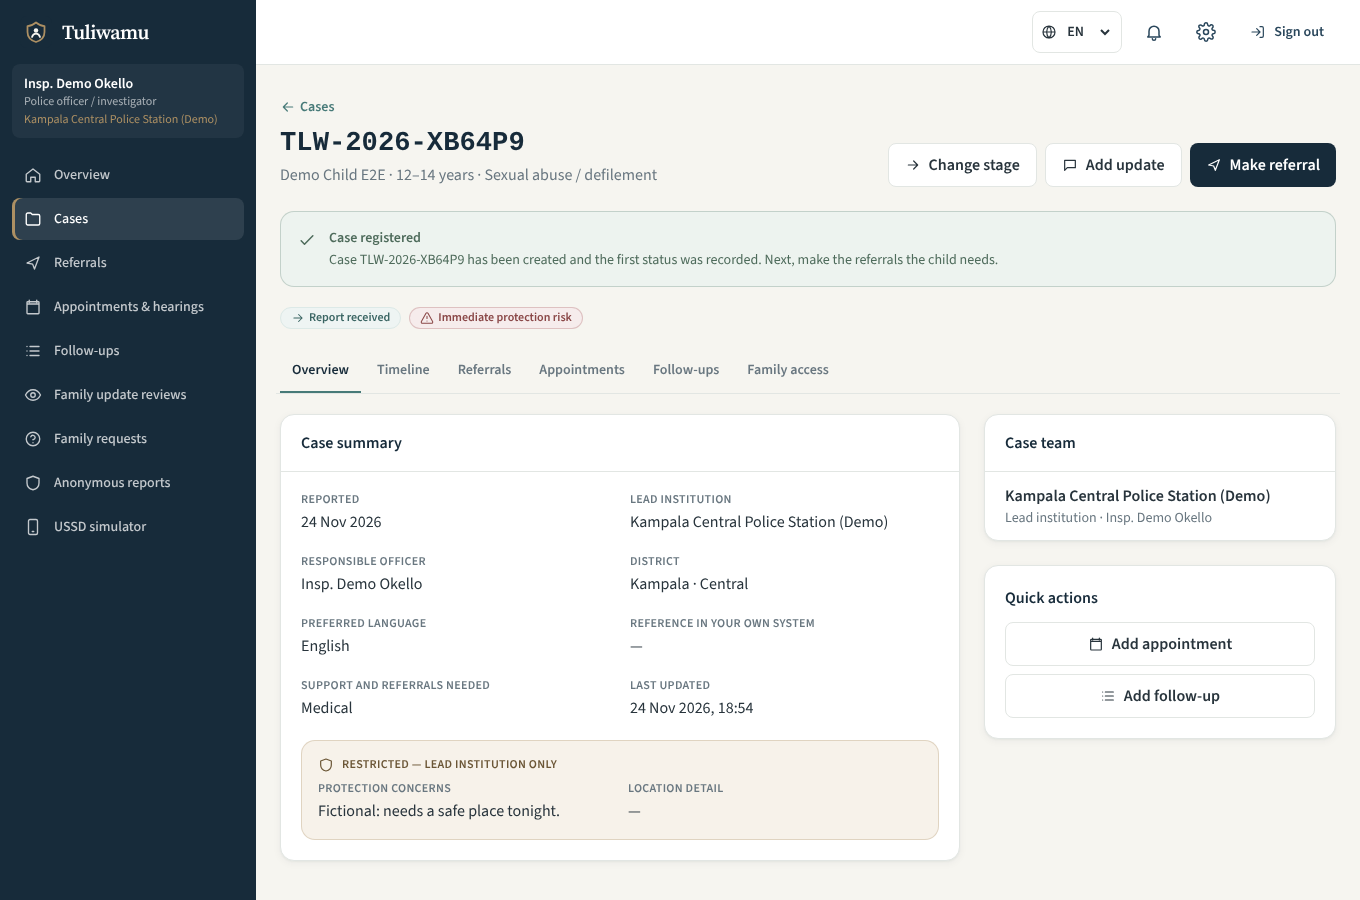 Tuliwamu
Insp. Demo Okello
Police officer / investigator
Kampala Central Police Station (Demo)
Overview
Cases
Referrals
Appointments & hearings
Follow-ups
Family update reviews
Family requests
Anonymous reports
USSD simulator
EN
Sign out
Cases
TLW-2026-XB64P9
Demo Child E2E · 12–14 years · Sexual abuse / defilement
Change stage
Add update
Make referral
Case registered
Case TLW-2026-XB64P9 has been created and the first status was recorded. Next, make the referrals the child needs.
Report received
Immediate protection risk
Overview
Timeline
Referrals
Appointments
Follow-ups
Family access
Case summary
REPORTED
24 Nov 2026
LEAD INSTITUTION
Kampala Central Police Station (Demo)
RESPONSIBLE OFFICER
Insp. Demo Okello
DISTRICT
Kampala · Central
PREFERRED LANGUAGE
English
REFERENCE IN YOUR OWN SYSTEM
—
SUPPORT AND REFERRALS NEEDED
Medical
LAST UPDATED
24 Nov 2026, 18:54
RESTRICTED — LEAD INSTITUTION ONLY
PROTECTION CONCERNS
Fictional: needs a safe place tonight.
LOCATION DETAIL
—
Case team
Kampala Central Police Station (Demo)
Lead institution · Insp. Demo Okello
Quick actions
Add appointment
Add follow-up